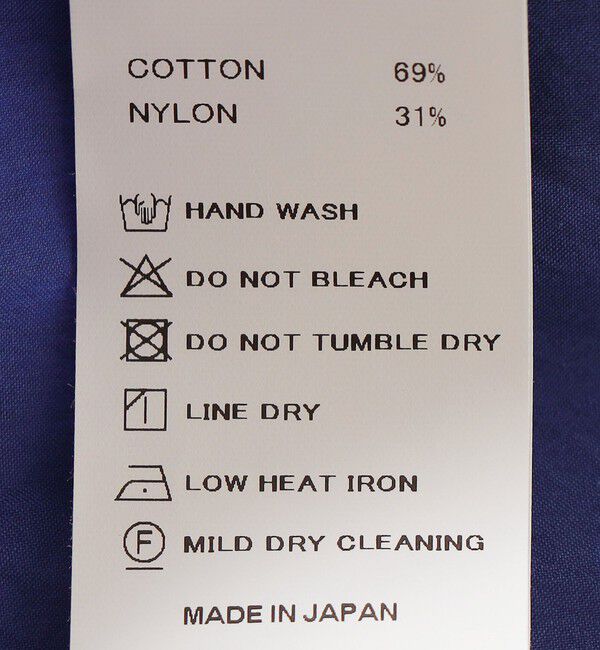 COTTON 69%
NYLON 31%
HAND WASH
DO NOT BLEACH
DO NOT TUMBLE DRY
LINE DRY
LOW HEAT IRON
F MILD DRY CLEANING
MADE IN JAPAN